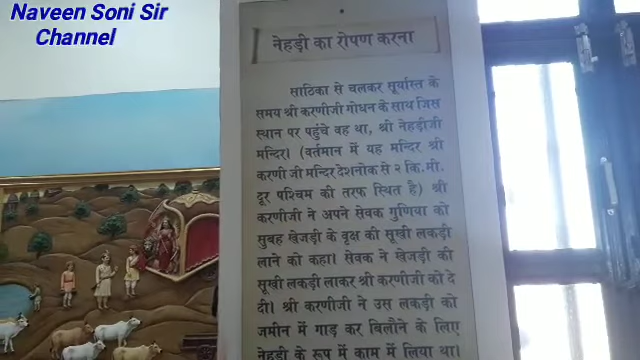 Naveen Soni Sir
Channel
नेहड़ी का रोपण करना
साठिका से चलकर सूर्यास्त के
समय श्री करणीजी गोधन के साथ जिस
स्थान पर पहुंचे वह था, श्री नेहड़ीजी
मन्दिर। (वर्तमान में यह मन्दिर श्री
करणी जी मन्दिर देशनोक से २ कि.मी.
दूर पश्चिम की तरफ स्थित है) श्री
करणीजी ने अपने सेवक गुणिया को
सुबह खेजड़ी के वृक्ष की सूखी लकड़ी
लाने को कहा। सेवक ने खेजड़ी की
सूखी लकड़ी लाकर श्री करणीजी को दे
दी। श्री करणीजी ने उस लकड़ी को
जमीन में गाड़ कर बिलौने के लिए
नेहड़ी के रूप में काम में लिया था।